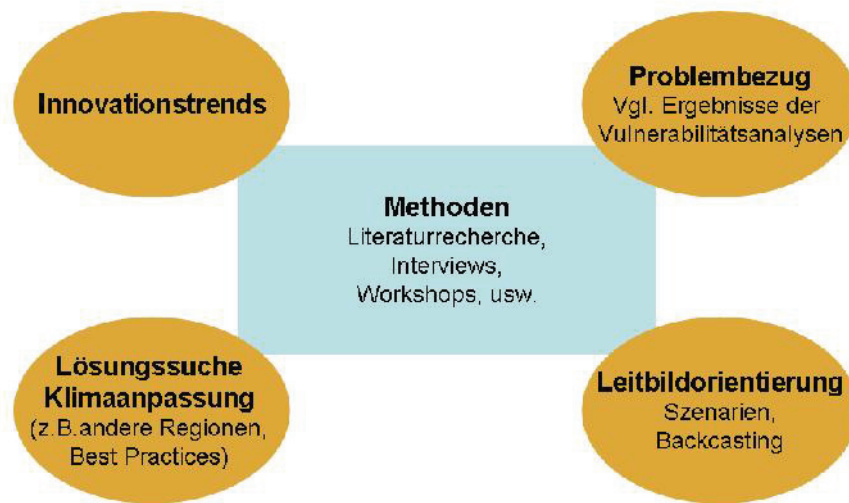 Innovationstrends
Problembezug
Vgl. Ergebnisse der
Vulnerabilitätsanalysen
Methoden
Literaturrecherche,
Interviews,
Workshops, usw.
Lösungssuche
Klimaanpassung
(z.B.andere Regionen,
Best Practices)
Leitbildorientierung
Szenarien,
Backcasting